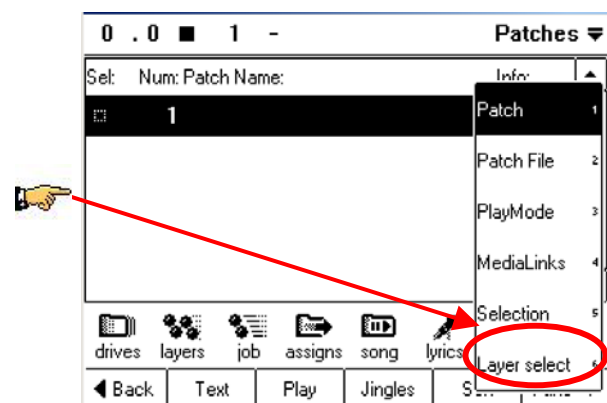 0 .0 ■ 1 - Patches
Sel: Num: Patch Name: Info:
1
Patch 1
Patch File 2
PlayMode 3
MediaLinks 4
Selection 5
Layer select
drives layers job assigns song lyrics
Back Text Play Jingles